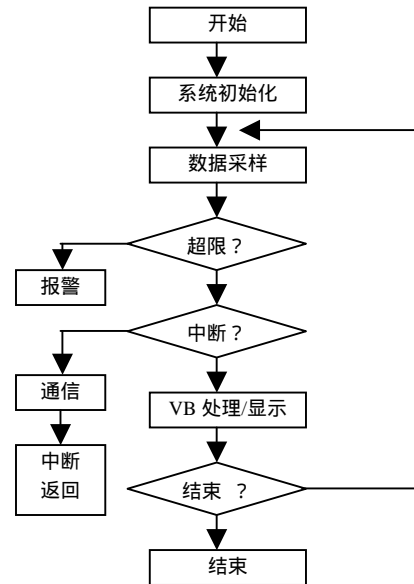 开始
系统初始化
数据采样
超限？
报警
中断？
通信
VB 处理/显示
中断
返回
结束 ？
结束